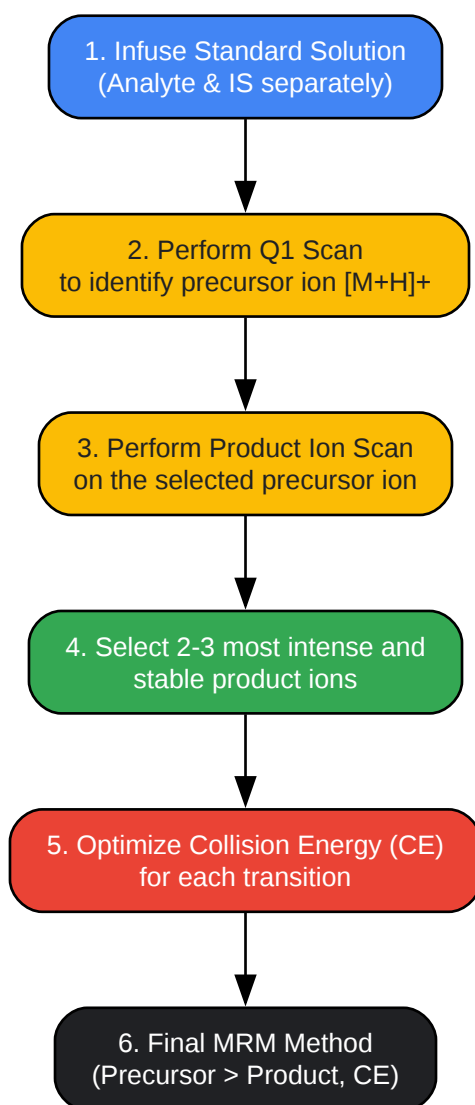 1. Infuse Standard Solution
(Analyte & IS separately)
2. Perform Q1 Scan
to identify precursor ion [M+H]+
3. Perform Product Ion Scan
on the selected precursor ion
4. Select 2-3 most intense and
stable product ions
5. Optimize Collision Energy (CE)
for each transition
6. Final MRM Method
(Precursor > Product, CE)